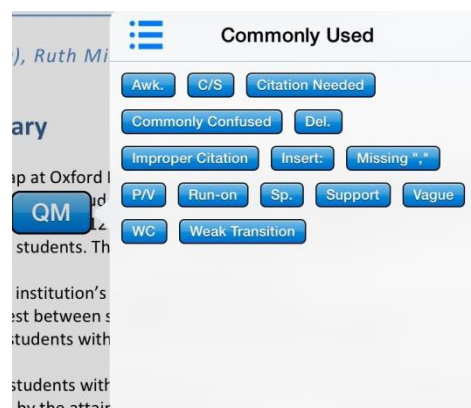 Commonly Used
), Ruth Mi
Awk. C/S Citation Needed
Commonly Confused Del.
Improper Citation Insert: Missing ","
P/V Run-on Sp. Support Vague
WC Weak Transition
ary
ap at Oxford
QM
students. Th
institution's
est between s
students with
students with
by the attair